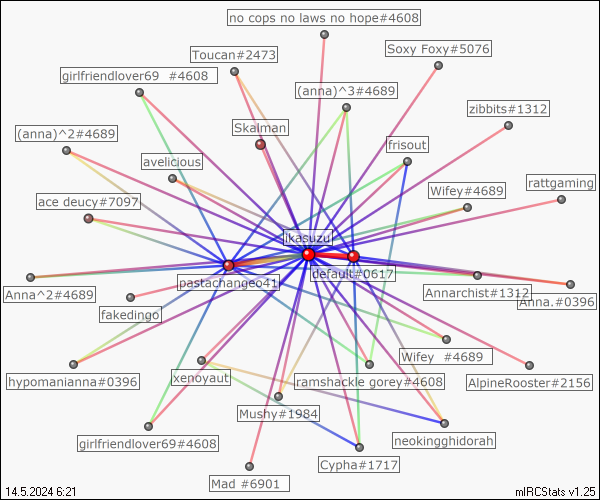 no cops no laws no hope#4608
Soxy Foxy#5076
Toucan#2473
girlfriendlover69 #4608
(anna)^3#4689
zibbits#1312
Skalman
(anna)^2#4689
frisout
avelicious
rattgaming
Wifey#4689
ace deucy#7097
ikasuzu
default#0617
pastachangeo41
Anna^2#4689
Annarchist#1312
Anna.#0396
fakedingo
Wifey #4689
hypomanianna#0396
xenoyaut
ramshackle gorey#4608
AlpineRooster#2156
Mushy#1984
girlfriendlover69#4608
neokingghidorah
Cypha#1717
Mad #6901
14.5.2024 6:21
mIRCStats v1.25